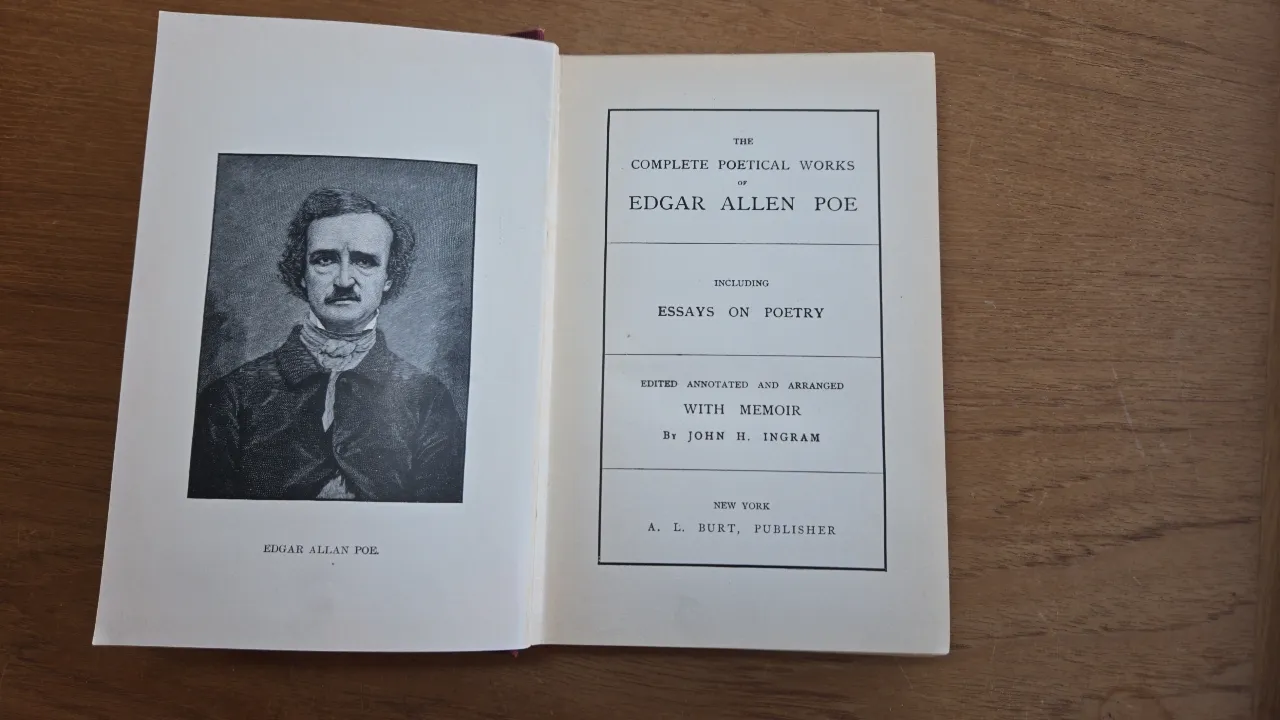 EDGAR ALLAN POE.
THE
COMPLETE POETICAL WORKS
OF
EDGAR ALLEN POE
INCLUDING
ESSAYS ON POETRY
EDITED ANNOTATED AND ARRANGED
WITH MEMOIR
BY JOHN H. INGRAM
NEW YORK
A. L. BURT, PUBLISHER